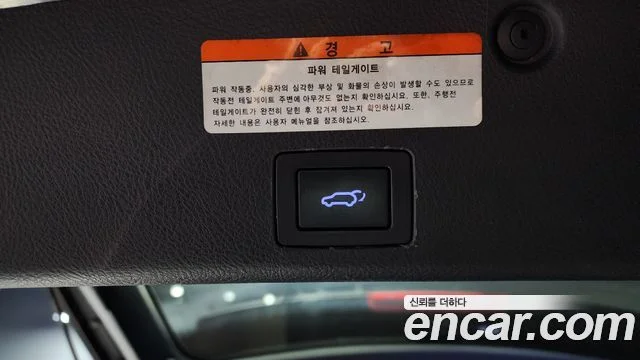 경 고
파워 테일게이트
파워 작동중, 사용자의 심각한 부상 및 화물의 손상이 발생할 수도 있으므로
작동전 테일게이트 주변에 아무것도 없는지 확인하십시요. 또한, 주행전
테일게이트가 완전히 닫힌 후 잠겨져 있는지 확인하십시요.
자세한 내용은 사용자 메뉴얼을 참조하십시요.
신뢰를 더하다
encar.com